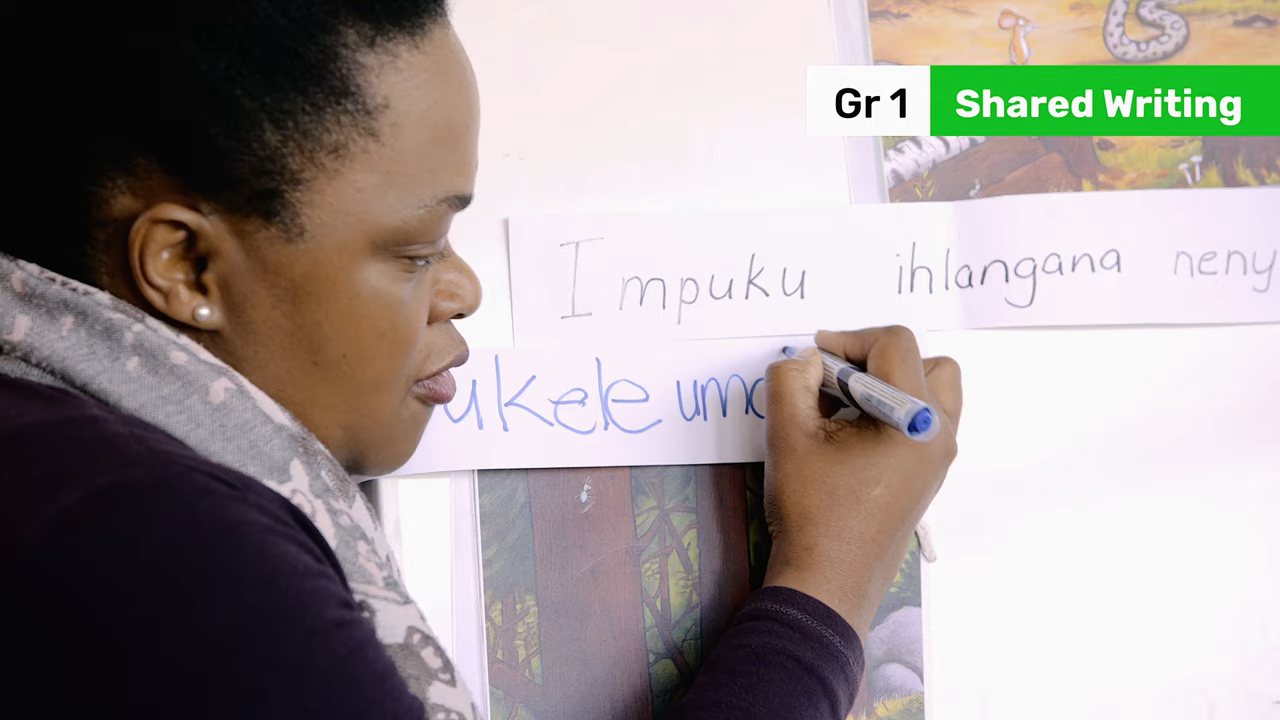 Gr 1 Shared Writing
Impuku ihlangana neny
ukele umo